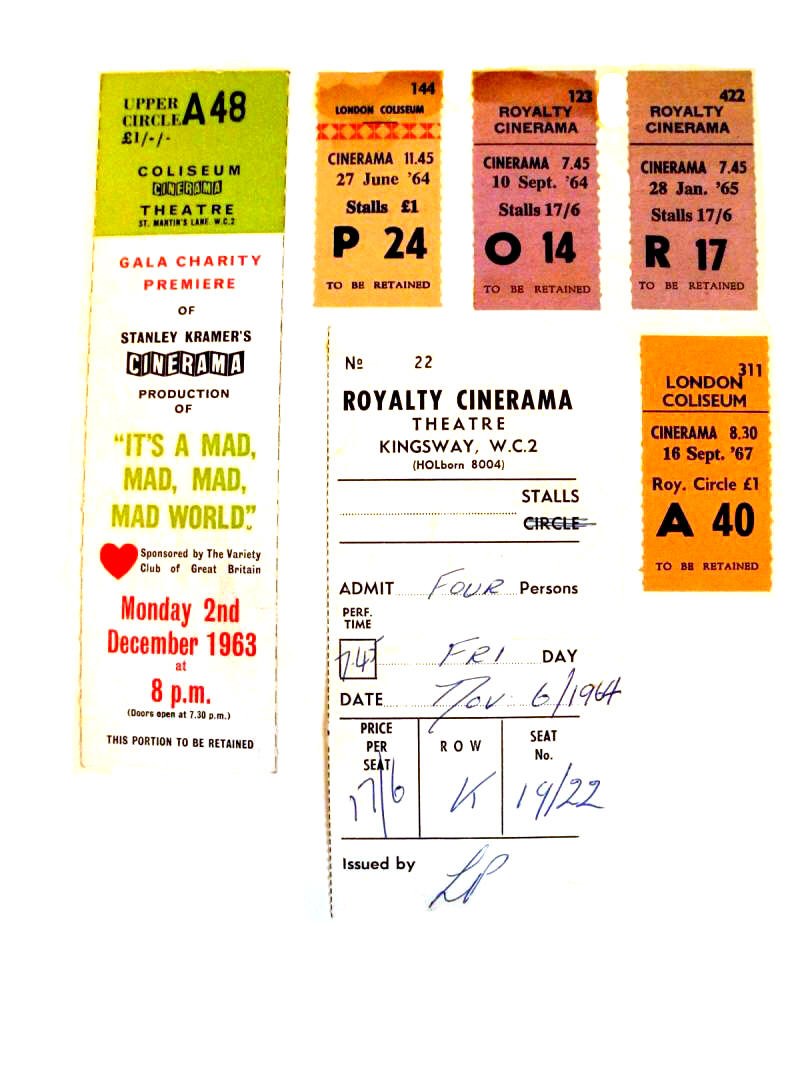 UPPER
CIRCLE A 48
£1/-/-
COLISEUM
CINERAMA
THEATRE
ST. MARTIN'S LANE. W.C.2
GALA CHARITY
PREMIERE
OF
STANLEY KRAMER'S
CINERAMA
PRODUCTION
OF
"IT'S A MAD,
MAD, MAD,
MAD WORLD"
Sponsored by The Variety
Club of Great Britain
Monday 2nd
December 1963
at
8 p.m.
(Doors open at 7.30 p.m.)
THIS PORTION TO BE RETAINED
144
LONDON COLISEUM
CINERAMA 11.45
27 June '64
Stalls £1
P 24
TO BE RETAINED
123
ROYALTY
CINERAMA
CINERAMA 7.45
10 Sept. '64
Stalls 17/6
O 14
TO BE RETAINED
422
ROYALTY
CINERAMA
CINERAMA 7.45
28 Jan. '65
Stalls 17/6
R 17
TO BE RETAINED
Nº 22
ROYALTY CINERAMA
THEATRE
KINGSWAY, W.C.2
(HOLborn 8004)
STALLS
CIRCLE
ADMIT FOUR Persons
PERF.
TIME
7.45 FRI DAY
DATE Nov 6/1964
PRICE
PER
SEAT
ROW
SEAT
No.
17/6 K 19/22
Issued by LP
311
LONDON
COLISEUM
CINERAMA 8.30
16 Sept. '67
Roy. Circle £1
A 40
TO BE RETAINED